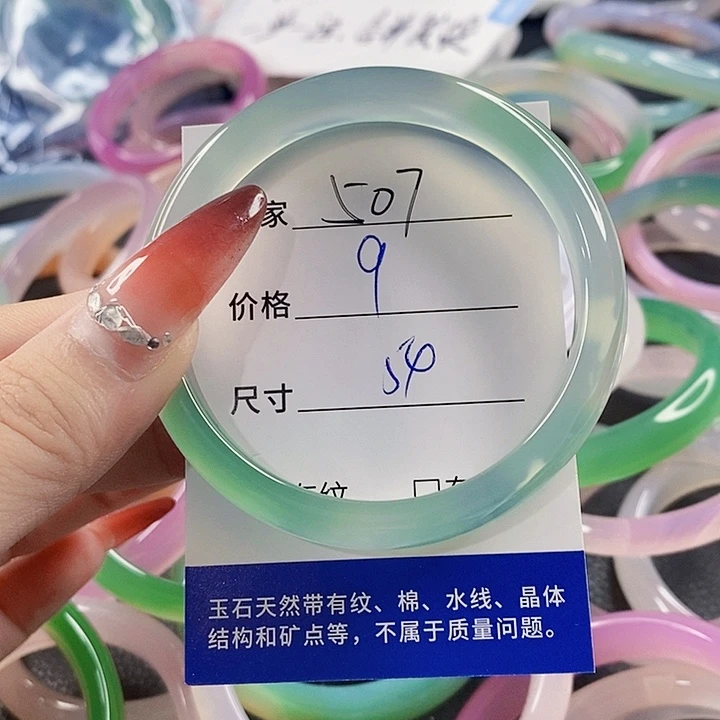 家 507
价格 9
尺寸 54
玉石天然带有纹、棉、水线、晶体
结构和矿点等，不属于质量问题。